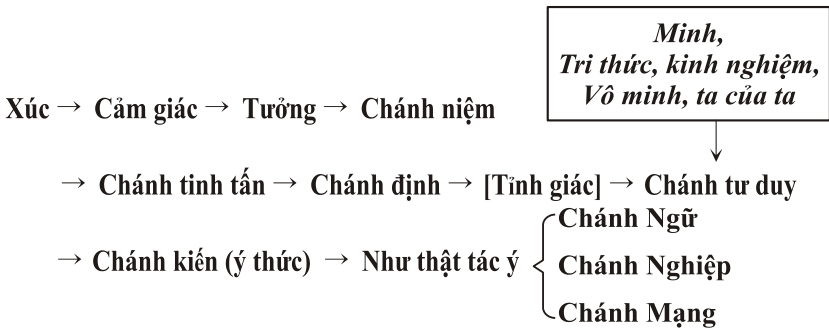 Minh,
Tri thức, kinh nghiệm,
Vô minh, ta của ta
Xúc → Cảm giác → Tưởng → Chánh niệm
→ Chánh tinh tấn → Chánh định → [Tỉnh giác] → Chánh tư duy
→ Chánh kiến (ý thức) → Như thật tác ý
Chánh Ngữ
Chánh Nghiệp
Chánh Mạng